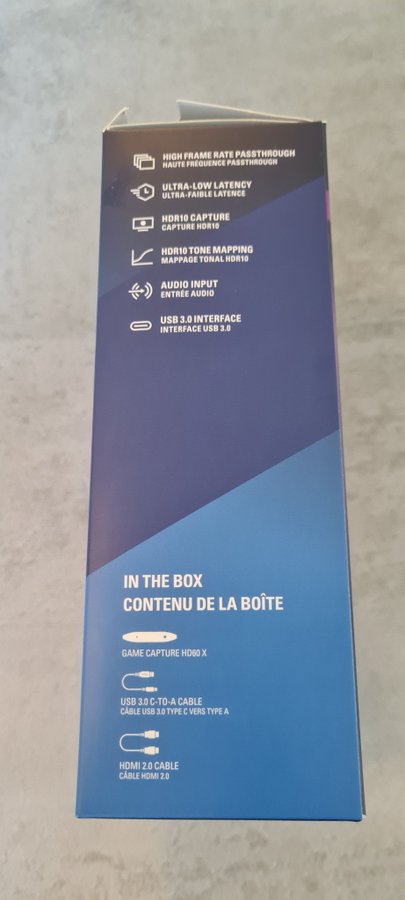 HIGH FRAME RATE PASSTHROUGH
HAUTE FRÉQUENCE PASSTHROUGH
ULTRA-LOW LATENCY
ULTRA-FAIBLE LATENCE
HDR10 CAPTURE
CAPTURE HDR10
HDR10 TONE MAPPING
MAPPAGE TONAL HDR10
AUDIO INPUT
ENTRÉE AUDIO
USB 3.0 INTERFACE
INTERFACE USB 3.0
IN THE BOX
CONTENU DE LA BOÎTE
GAME CAPTURE HD60 X
USB 3.0 C-TO-A CABLE
CÂBLE USB 3.0 TYPE C VERS TYPE A
HDMI 2.0 CABLE
CÂBLE HDMI 2.0